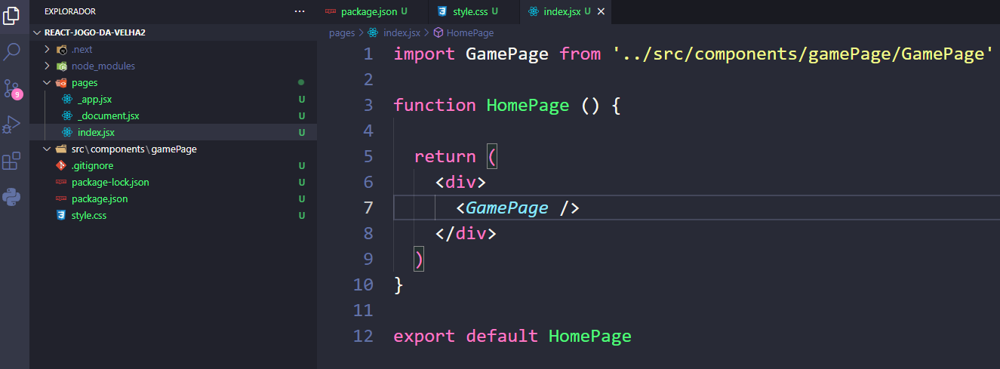 EXPLORADOR ···
REACT-JOGO-DA-VELHA2
.next
node_modules
pages
_app.jsx U
_document.jsx U
index.jsx U
src\components\gamePage
.gitignore U
package-lock.json U
package.json U
style.css U
9
package.json U style.css U index.jsx U
pages > index.jsx > HomePage
1 import GamePage from '../src/components/gamePage/GamePage'
2
3 function HomePage () {
4
5 return (
6 <div>
7 <GamePage />
8 </div>
9 )
10 }
11
12 export default HomePage